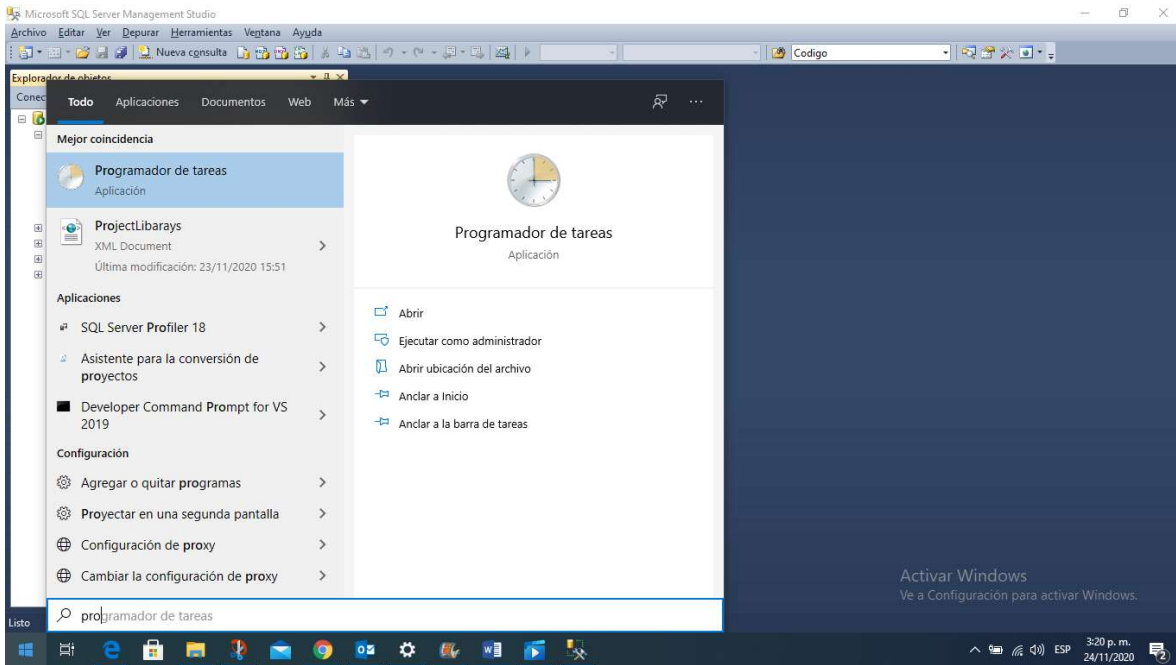 Microsoft SQL Server Management Studio
Archivo Editar Ver Depurar Herramientas Ventana Ayuda
Nueva consulta
Codigo
Explorador de objetos
Conec
Todo Aplicaciones Documentos Web Más
Mejor coincidencia
Programador de tareas
Aplicación
ProjectLibarays
XML Document
Última modificación: 23/11/2020 15:51
Aplicaciones
SQL Server Profiler 18
Asistente para la conversión de
proyectos
Developer Command Prompt for VS
2019
Configuración
Agregar o quitar programas
Proyectar en una segunda pantalla
Configuración de proxy
Cambiar la configuración de proxy
Programador de tareas
Aplicación
Abrir
Ejecutar como administrador
Abrir ubicación del archivo
Anclar a Inicio
Anclar a la barra de tareas
Activar Windows
Ve a Configuración para activar Windows.
Listo
programador de tareas
ESP
3:20 p. m.
24/11/2020